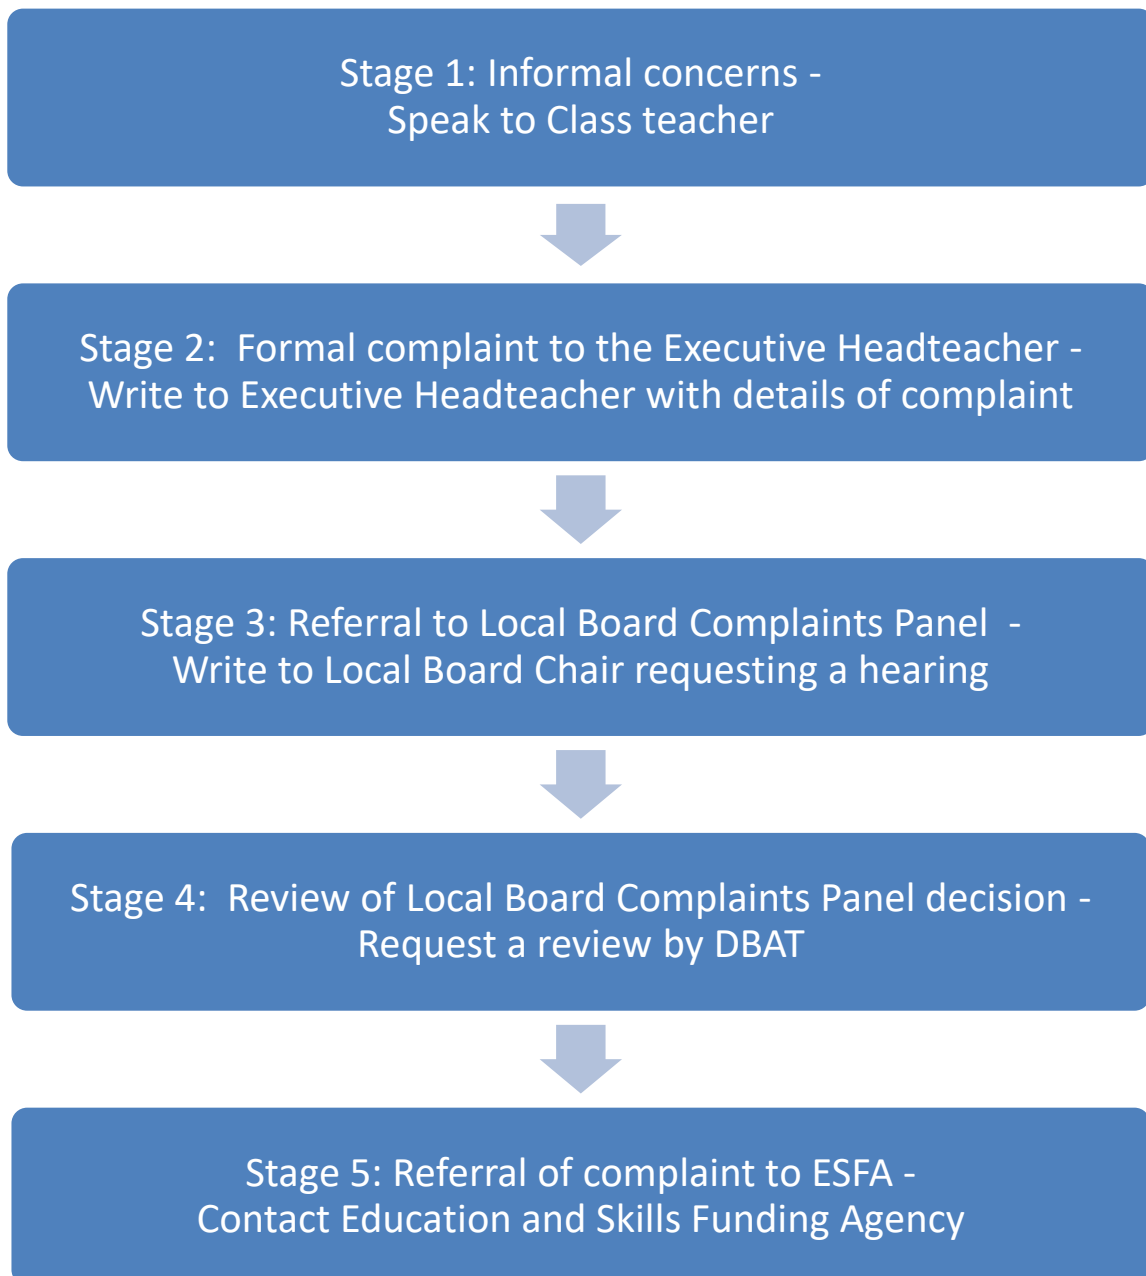 Stage 1: Informal concerns -
Speak to Class teacher
Stage 2:  Formal complaint to the Executive Headteacher -
Write to Executive Headteacher with details of complaint
Stage 3: Referral to Local Board Complaints Panel  -
Write to Local Board Chair requesting a hearing
Stage 4:  Review of Local Board Complaints Panel decision -
Request a review by DBAT
Stage 5: Referral of complaint to ESFA -
Contact Education and Skills Funding Agency